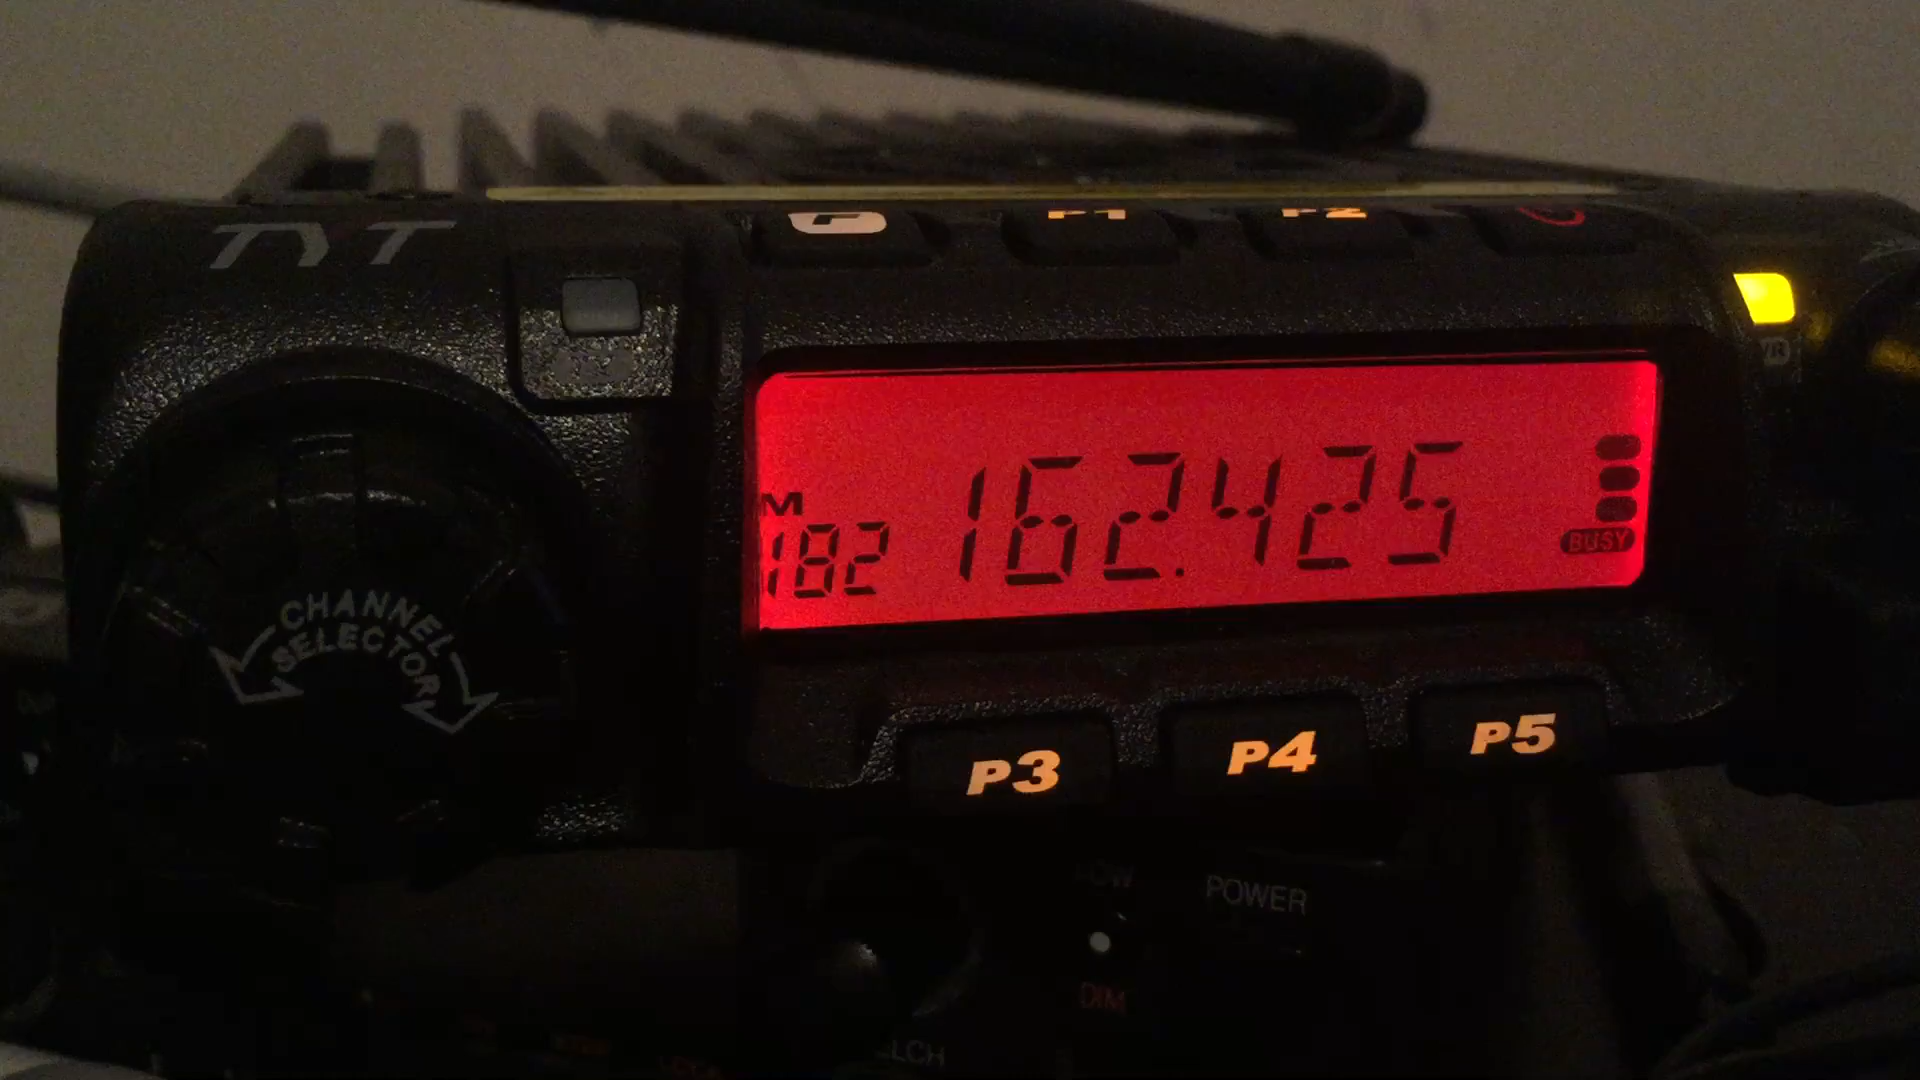 TYT
P1
P2
M
182
162.425
BUSY
CHANNEL
SELECTOR
P3
P4
P5
POWER
DIM